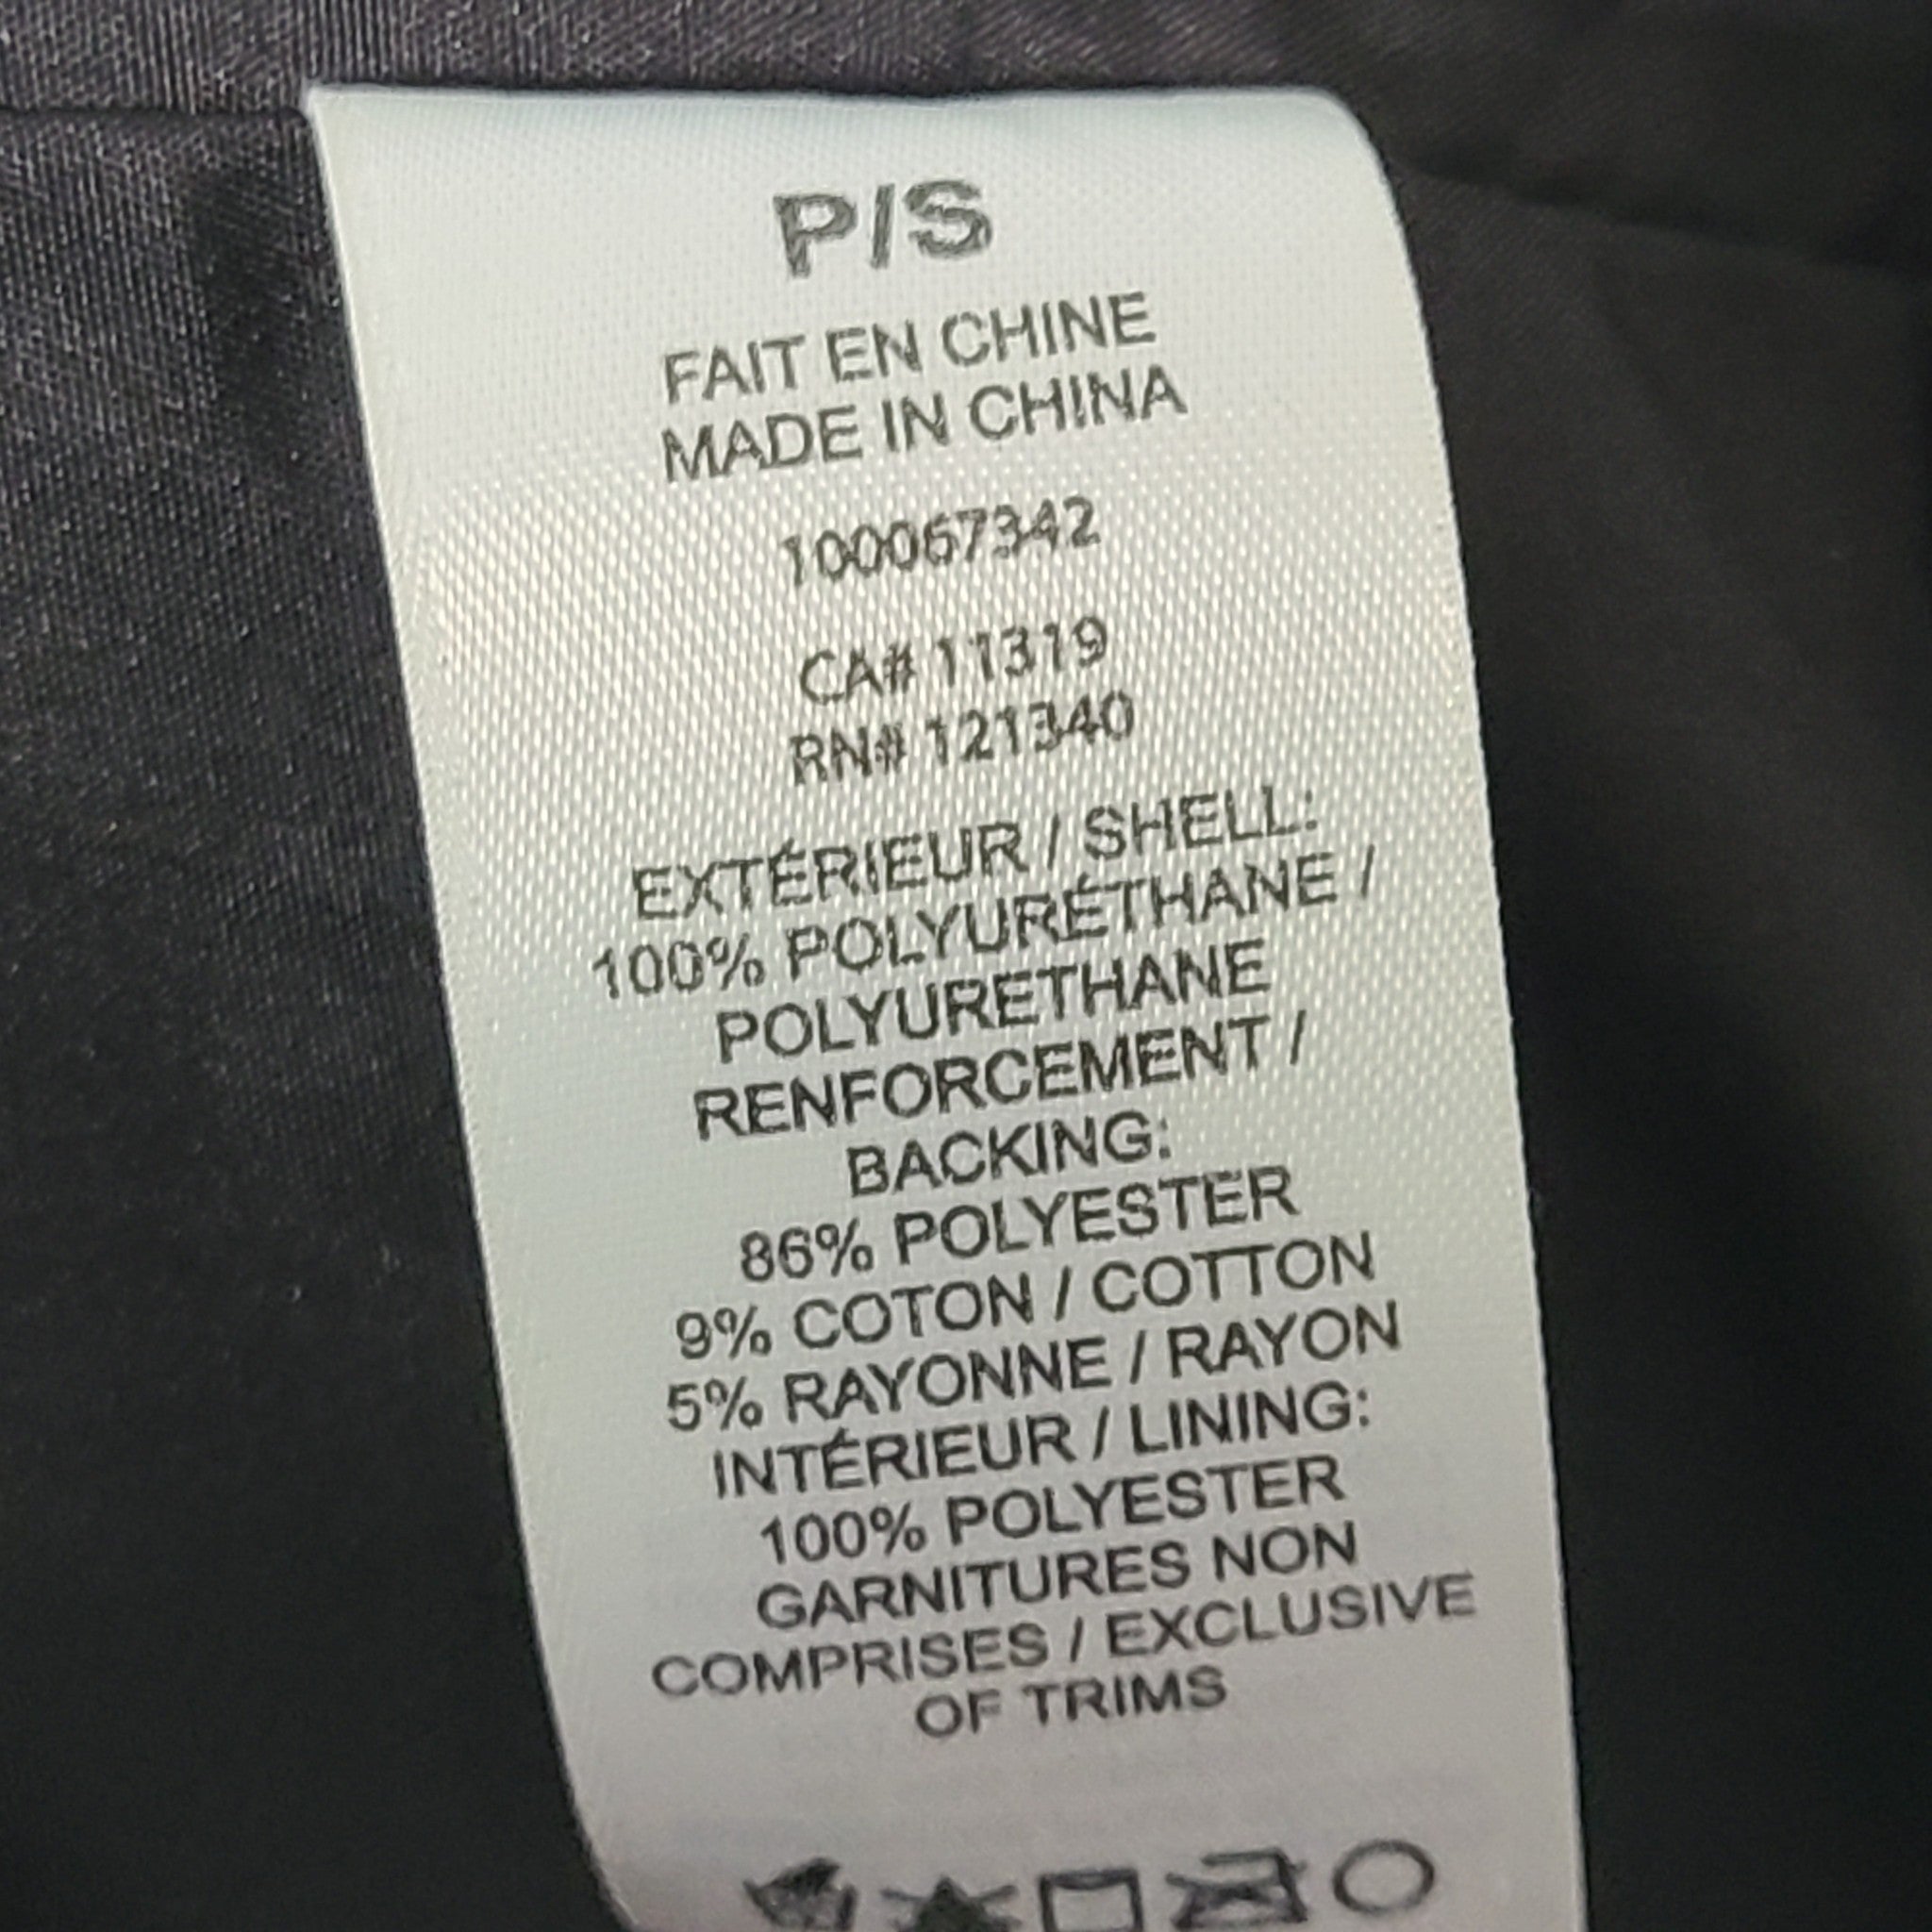 P/S
FAIT EN CHINE
MADE IN CHINA
100067342
CA# 11319
RN# 121340
EXTÉRIEUR / SHELL:
100% POLYURÉTHANE /
POLYURETHANE
RENFORCEMENT /
BACKING:
86% POLYESTER
9% COTON / COTTON
5% RAYONNE / RAYON
INTÉRIEUR / LINING:
100% POLYESTER
GARNITURES NON
COMPRISES / EXCLUSIVE
OF TRIMS